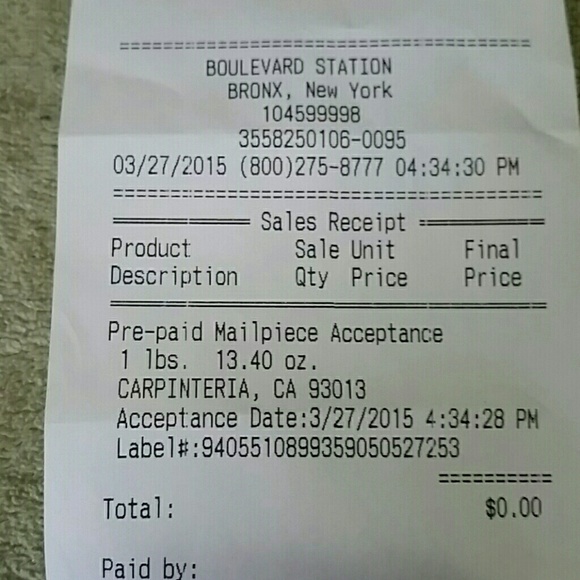 ========================================
BOULEVARD STATION
BRONX, New York
104599998
3558250106-0095
03/27/2015 (800)275-8777 04:34:30 PM
========================================
============ Sales Receipt ============
Product Sale Unit Final
Description Qty Price Price
========================================
Pre-paid Mailpiece Acceptance
1 lbs. 13.40 oz.
CARPINTERIA, CA 93013
Acceptance Date:3/27/2015 4:34:28 PM
Label#:9405510899359050527253
==========
Total: $0.00
Paid by: